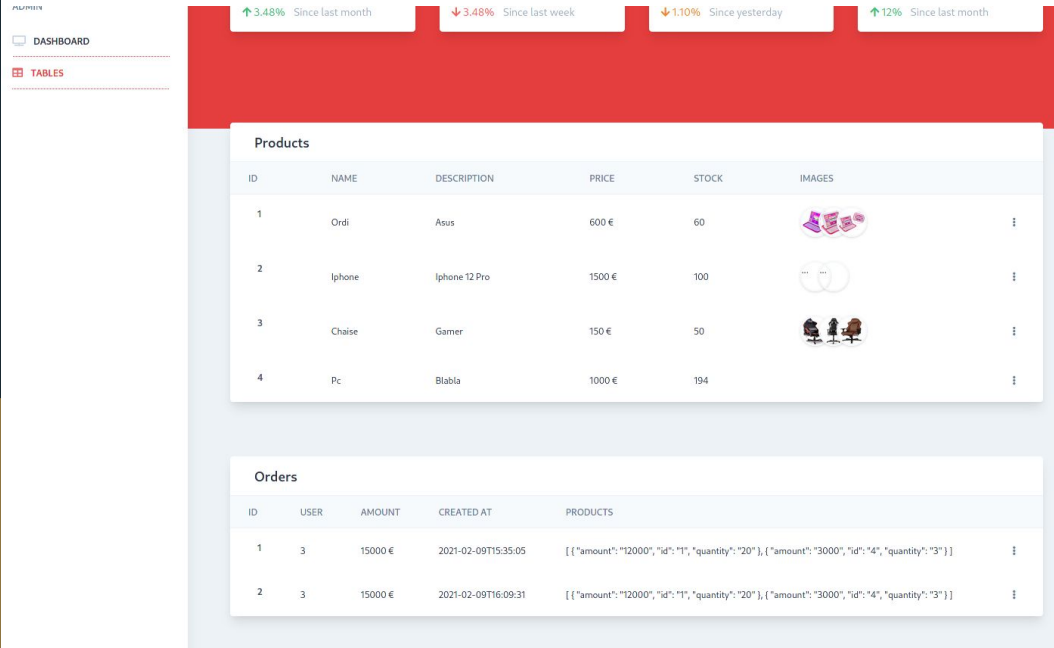 ADMIN
DASHBOARD
TABLES
3.48% Since last month
3.48% Since last week
1.10% Since yesterday
12% Since last month
Products
ID NAME DESCRIPTION PRICE STOCK IMAGES
1 Ordi Asus 600 € 60
2 Iphone Iphone 12 Pro 1500 € 100 ... ...
3 Chaise Gamer 150 € 50
4 Pc Blabla 1000 € 194
Orders
ID USER AMOUNT CREATED AT PRODUCTS
1 3 15000 € 2021-02-09T15:35:05 [ { "amount": "12000", "id": "1", "quantity": "20" }, { "amount": "3000", "id": "4", "quantity": "3" } ]
2 3 15000 € 2021-02-09T16:09:31 [ { "amount": "12000", "id": "1", "quantity": "20" }, { "amount": "3000", "id": "4", "quantity": "3" } ]